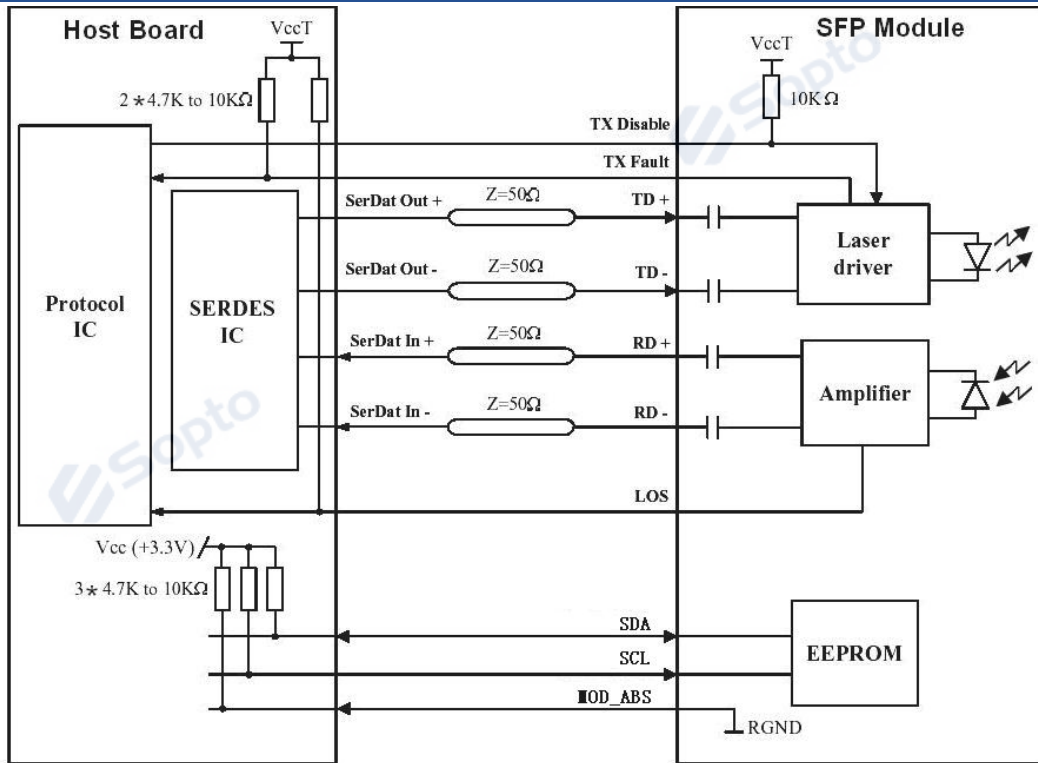 Host Board
SFP Module
VccT
VccT
2*4.7K to 10KΩ
10KΩ
TX Disable
TX Fault
SerDat Out +
Z=50Ω
TD +
SerDat Out -
Z=50Ω
TD -
Laser
driver
Protocol
IC
SERDES
IC
SerDat In +
Z=50Ω
RD +
SerDat In -
Z=50Ω
RD -
Amplifier
LOS
Vcc (+3.3V)
3* 4.7K to 10KΩ
SDA
SCL
MOD_ABS
EEPROM
RGND
Sopto
Sopto